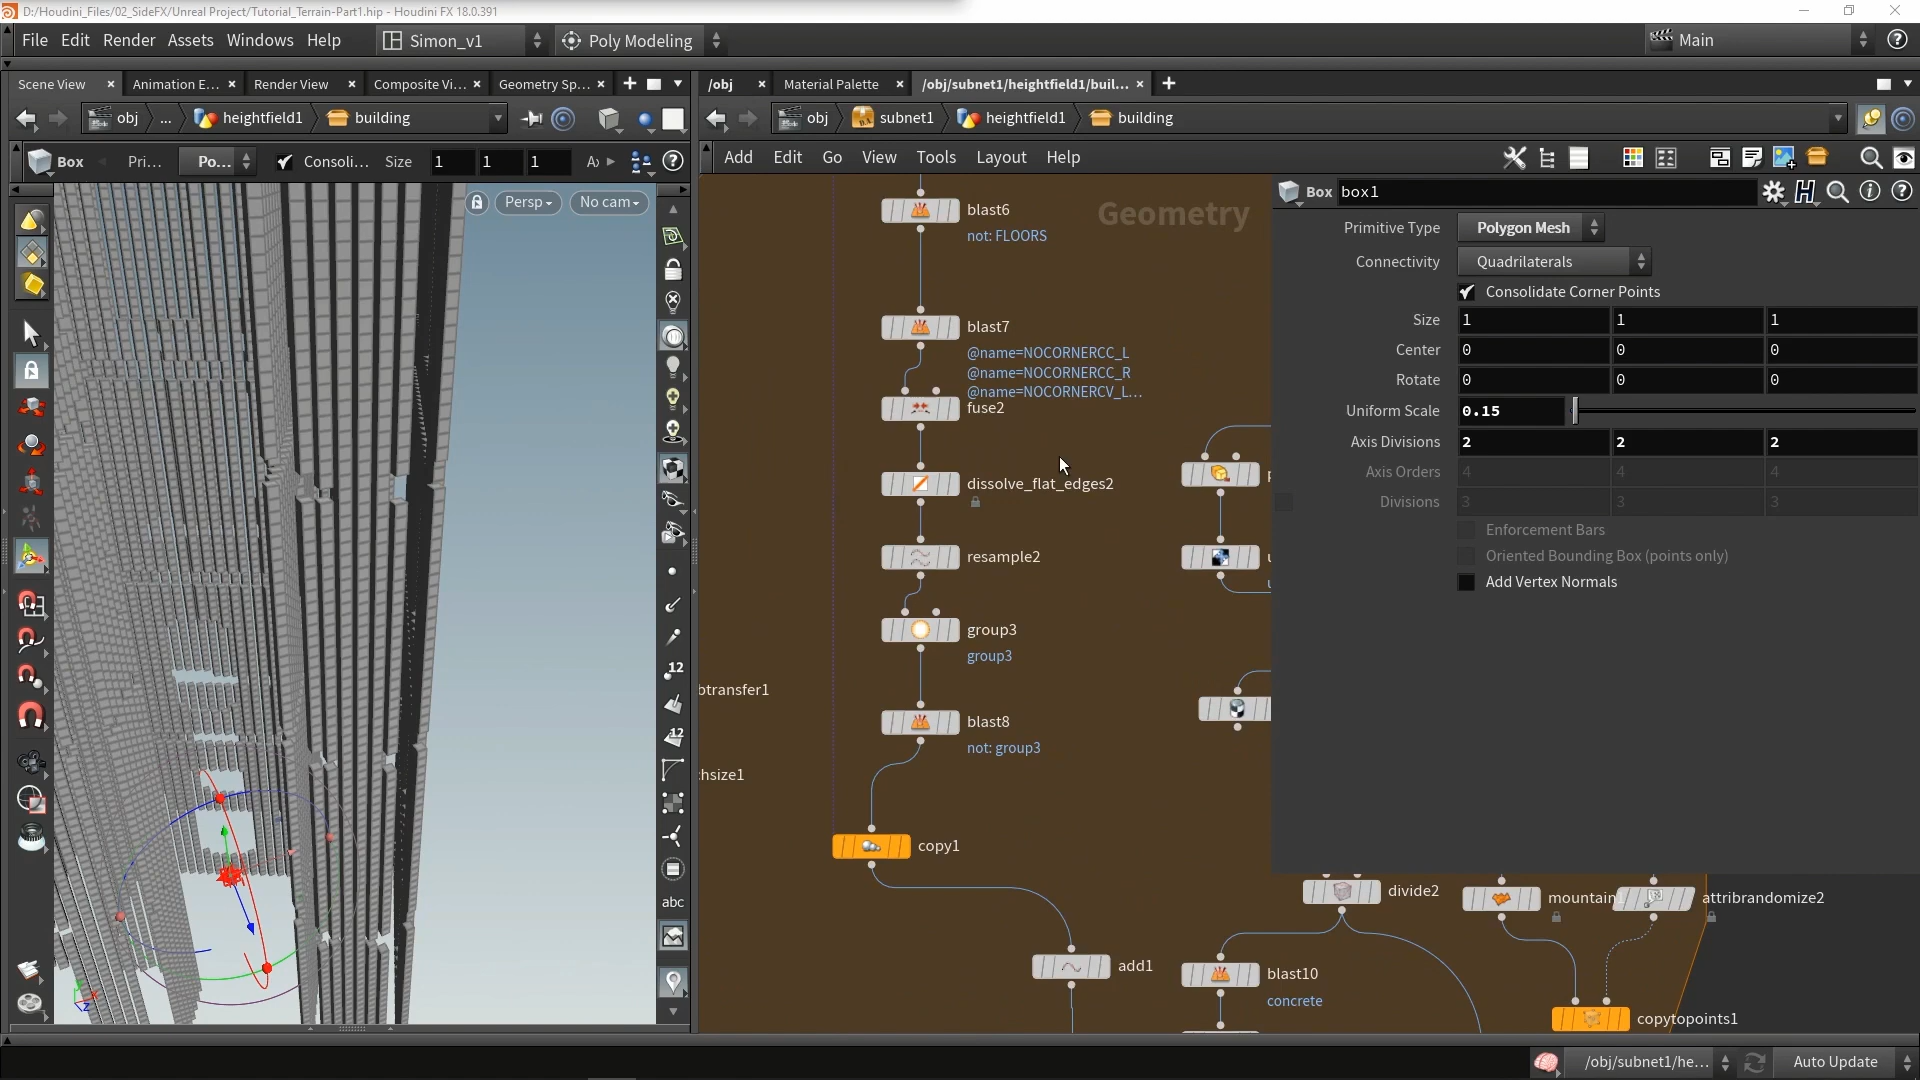 D:/Houdini_Files/02_SideFX/Unreal Project/Tutorial_Terrain-Part1.hip - Houdini FX 18.0.391
File Edit Render Assets Windows Help
Simon_v1
Poly Modeling
Main
Scene View
Animation E...
Render View
Composite Vi...
Geometry Sp...
/obj
Material Palette
/obj/subnet1/heightfield1/buil...
obj ... heightfield1 building
obj subnet1 heightfield1 building
Box Pri... Po... Consoli... Size 1 1 1
Add Edit Go View Tools Layout Help
Persp
No cam
Geometry
blast6
not: FLOORS
blast7
@name=NOCORNERCC_L
@name=NOCORNERCC_R
@name=NOCORNERCV_L...
fuse2
dissolve_flat_edges2
resample2
group3
group3
blast8
not: group3
btransfer1
hsize1
copy1
add1
divide2
mountain
attribrandomize2
blast10
concrete
copytopoints1
12
12
abc
Z
Box box1
Primitive Type Polygon Mesh
Connectivity Quadrilaterals
Consolidate Corner Points
Size 1 1 1
Center 0 0 0
Rotate 0 0 0
Uniform Scale 0.15
Axis Divisions 2 2 2
Axis Orders 4 4 4
Divisions 3 3 3
Enforcement Bars
Oriented Bounding Box (points only)
Add Vertex Normals
/obj/subnet1/he...
Auto Update